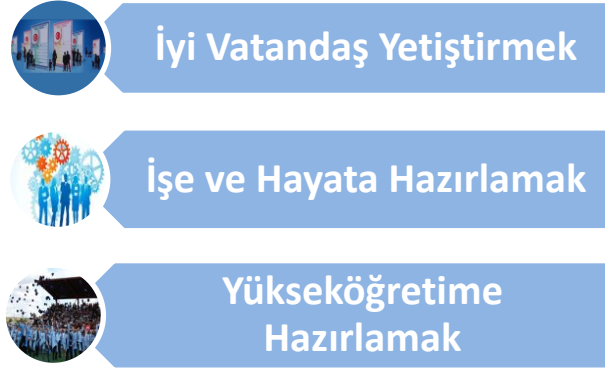 İyi Vatandaş Yetiştirmek
İşe ve Hayata Hazırlamak
Yükseköğretime
Hazırlamak